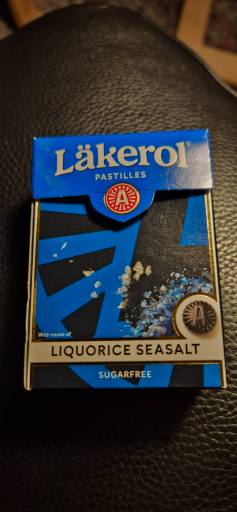 Läkerol
PASTILLES
A
With taste of
A
LIQUORICE SEASALT
SUGARFREE